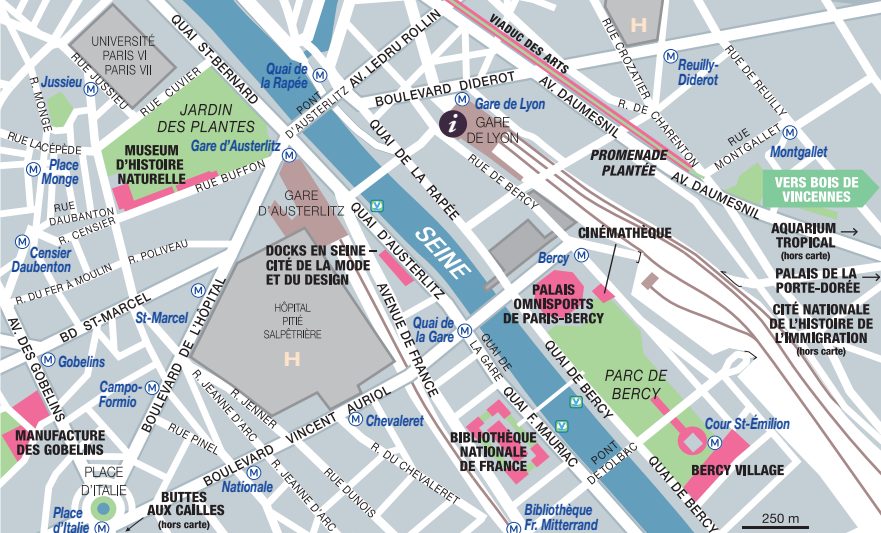 UNIVERSITÉ
PARIS VI
PARIS VII
Jussieu
M
R. MONGE
RUE JUSSIEU
RUE CUVIER
QUAI ST-BERNARD
JARDIN
DES PLANTES
MUSEUM
D'HISTOIRE
NATURELLE
RUE LACÉPÈDE
M
Place
Monge
RUE
DAUBANTON
R. CENSIER
M
Censier
Daubenton
RUE BUFFON
Gare d'Austerlitz
M
Quai de
la Rapée
M
PONT
D'AUSTERLITZ
AV. LEDRU ROLLIN
BOULEVARD DIDEROT
VIADUC DES ARTS
AV. DAUMESNIL
RUE CROZATIER
H
M
Reuilly-
Diderot
RUE DE REUILLY
R. DE CHARENTON
RUE
MONTGALLET
M
Montgallet
M
Gare de Lyon
i
GARE
DE LYON
RUE DE BERCY
PROMENADE
PLANTÉE
AV. DAUMESNIL
VERS BOIS DE
VINCENNES
AQUARIUM
TROPICAL →
(hors carte)
PALAIS DE LA
PORTE-DORÉE →
CITÉ NATIONALE
DE L'HISTOIRE DE
L'IMMIGRATION →
(hors carte)
QUAI DE LA RAPÉE
SEINE
GARE
D'AUSTERLITZ
QUAI D'AUSTERLITZ
DOCKS EN SEINE –
CITÉ DE LA MODE
ET DU DESIGN
HÔPITAL
PITIÉ
SALPÊTRIÈRE
H
R. POLIVEAU
R. DU FER À MOULIN
BD ST-MARCEL
M
St-Marcel
BOULEVARD DE L'HÔPITAL
AV. DES GOBELINS
M
Gobelins
Campo-
Formio
M
MANUFACTURE
DES GOBELINS
PLACE
D'ITALIE
Place
d'Italie
M
BUTTES
AUX CAILLES
(hors carte)
RUE PINEL
R. JEANNE D'ARC
R. JENNER
BOULEVARD VINCENT AURIOL
M
Nationale
R. JEANNE D'ARC
RUE DUNOIS
R. DU CHEVALERET
M
Chevaleret
AVENUE DE FRANCE
Quai de
la Gare
M
QUAI DE
LA GARE
QUAI F. MAURIAC
BIBLIOTHÈQUE
NATIONALE
DE FRANCE
M
Bibliothèque
Fr. Mitterrand
Bercy
M
CINÉMATHÈQUE
PALAIS
OMNISPORTS
DE PARIS-BERCY
QUAI DE BERCY
PARC DE
BERCY
PONT
DE TOLBIAC
Cour St-Émilion
M
BERCY VILLAGE
QUAI DE BERCY
250 m